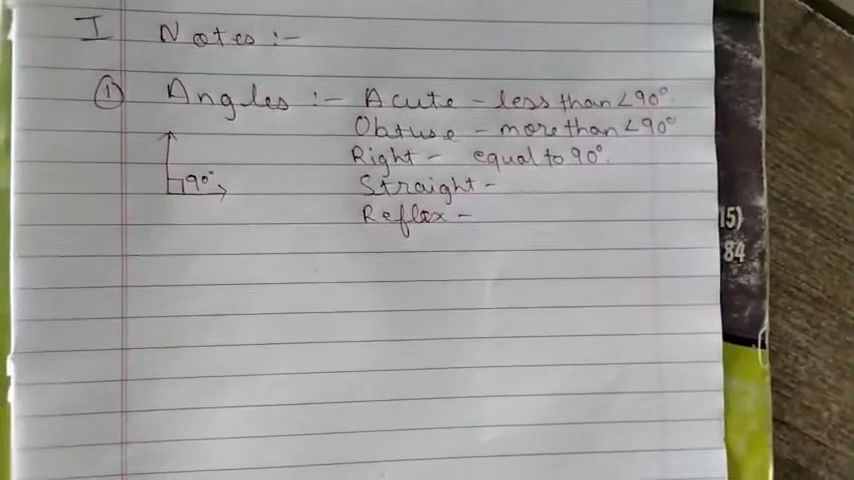 I Notes :-
① Angles :- Acute - less than ∠90°.
Obtuse - more than ∠90°
Right - equal to 90°.
90°
Straight -
Reflex -
15)
84